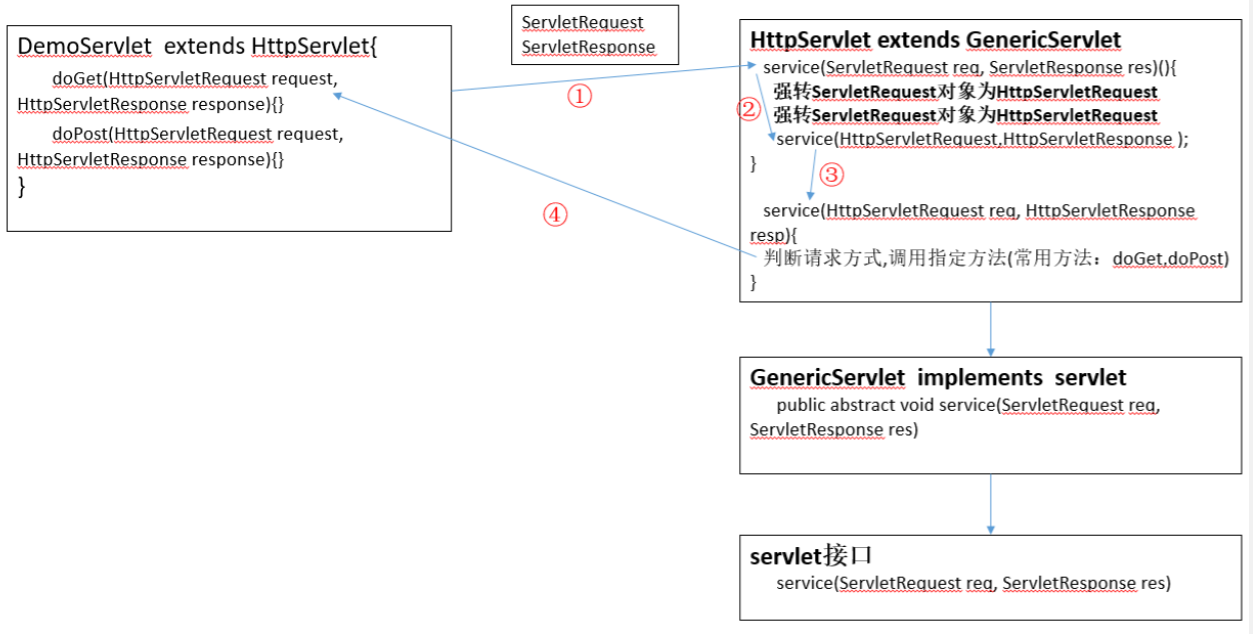 ServletRequest
ServletResponse
DemoServlet extends HttpServlet{
doGet(HttpServletRequest request,
HttpServletResponse response){}
doPost(HttpServletRequest request,
HttpServletResponse response){}
}
①
②
③
④
HttpServlet extends GenericServlet
service(ServletRequest req, ServletResponse res)(){
强转ServletRequest对象为HttpServletRequest
强转ServletRequest对象为HttpServletRequest
service(HttpServletRequest,HttpServletResponse );
}
service(HttpServletRequest req, HttpServletResponse
resp){
判断请求方式,调用指定方法(常用方法：doGet,doPost)
}
GenericServlet implements servlet
public abstract void service(ServletRequest req,
ServletResponse res)
servlet接口
service(ServletRequest req, ServletResponse res)